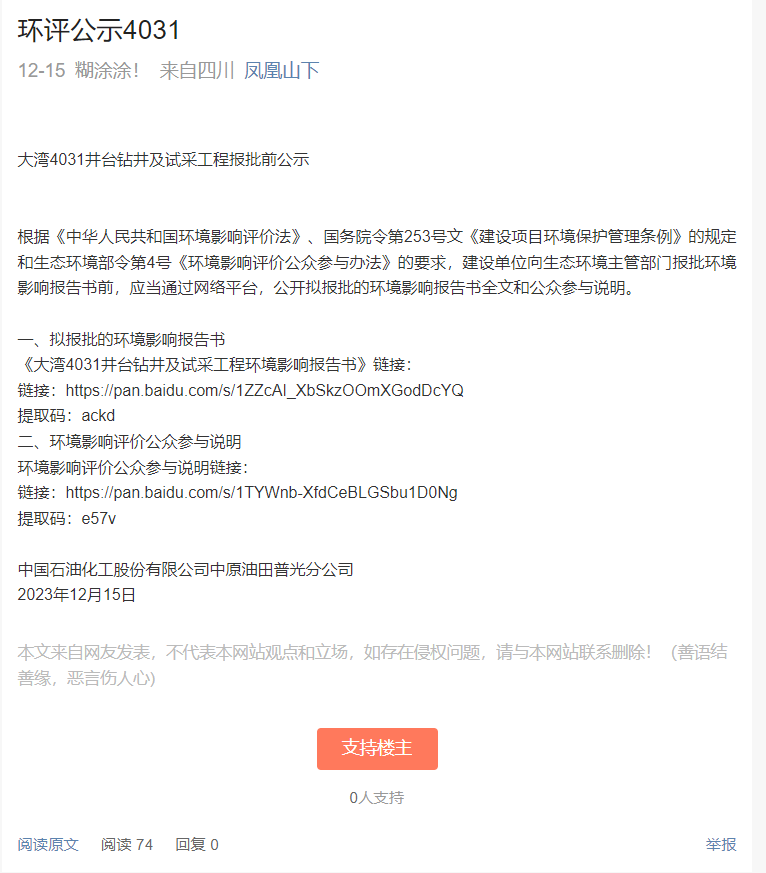 环评公示4031
12-15 糊涂涂！ 来自四川 凤凰山下
大湾4031井台钻井及试采工程报批前公示
根据《中华人民共和国环境影响评价法》、国务院令第253号文《建设项目环境保护管理条例》的规定
和生态环境部令第4号《环境影响评价公众参与办法》的要求，建设单位向生态环境主管部门报批环境
影响报告书前，应当通过网络平台，公开拟报批的环境影响报告书全文和公众参与说明。
一、拟报批的环境影响报告书
《大湾4031井台钻井及试采工程环境影响报告书》链接：
链接：https://pan.baidu.com/s/1ZZcAl_XbSkzOOmXGodDcYQ
提取码：ackd
二、环境影响评价公众参与说明
环境影响评价公众参与说明链接：
链接：https://pan.baidu.com/s/1TYWnb-XfdCeBLGSbu1D0Ng
提取码：e57v
中国石油化工股份有限公司中原油田普光分公司
2023年12月15日
本文来自网友发表，不代表本网站观点和立场，如存在侵权问题，请与本网站联系删除！（善语结
善缘，恶言伤人心）
支持楼主
0人支持
阅读原文 阅读 74 回复 0 举报